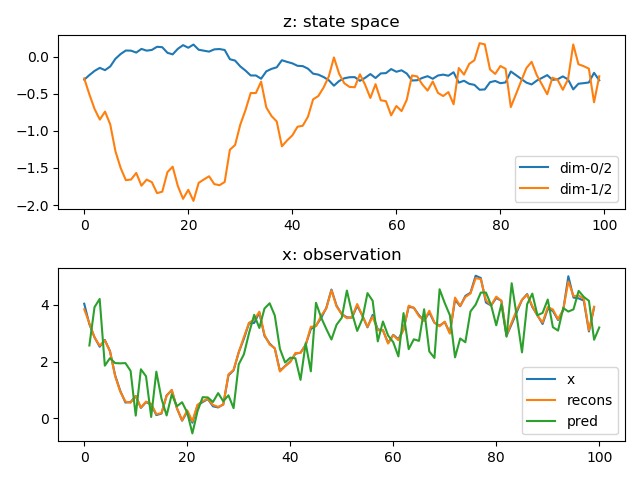 z: state space
0.0
−0.5
−1.0
−1.5
−2.0
dim-0/2
dim-1/2
0 20 40 60 80 100
x: observation
4
2
0
x
recons
pred
0 20 40 60 80 100